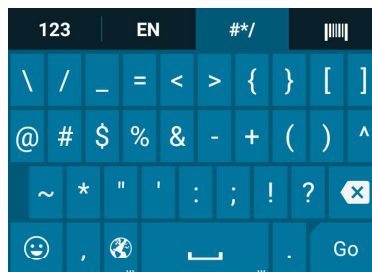 123 EN #*/
\ / _ = < > { } [ ]
@ # $ % & - + ( ) ^
~ * " ' : ; ! ?
, . Go